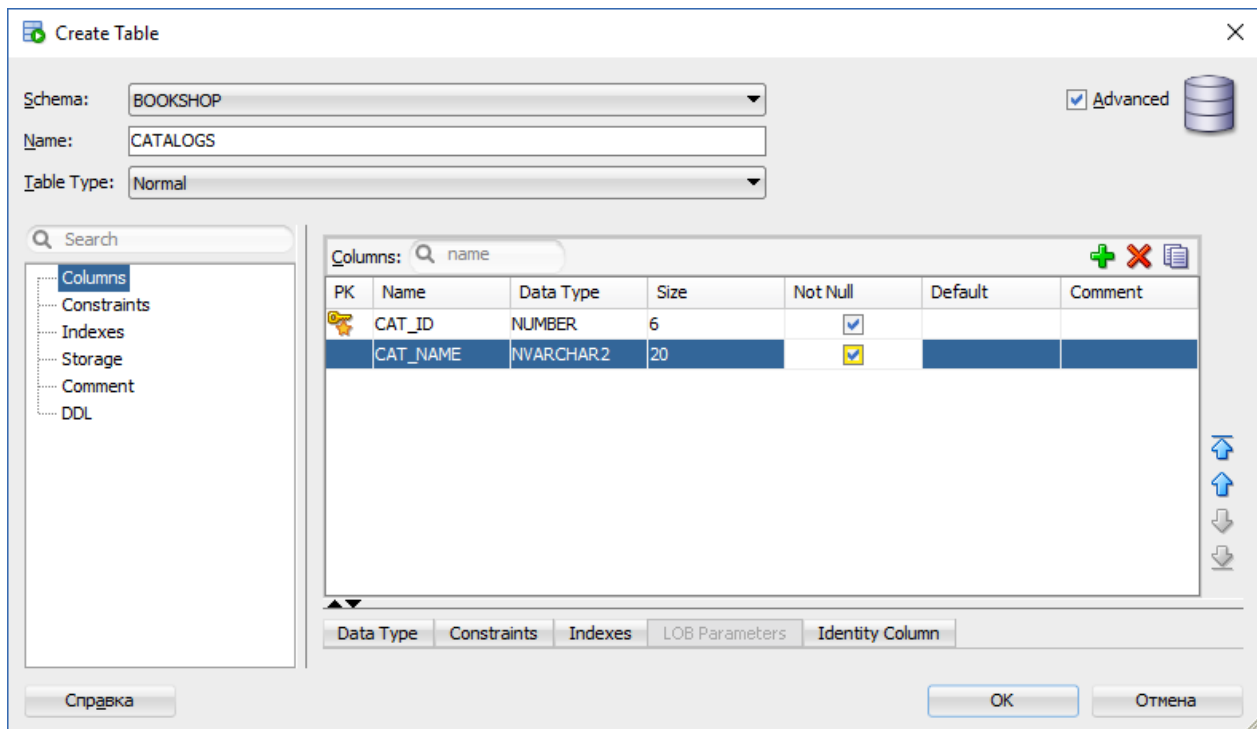 Create Table
Schema: BOOKSHOP
Advanced
Name: CATALOGS
Table Type: Normal
Search
Columns
Constraints
Indexes
Storage
Comment
DDL
Columns: name
PK Name Data Type Size Not Null Default Comment
CAT_ID NUMBER 6
CAT_NAME NVARCHAR2 20
Data Type Constraints Indexes LOB Parameters Identity Column
Справка OK Отмена